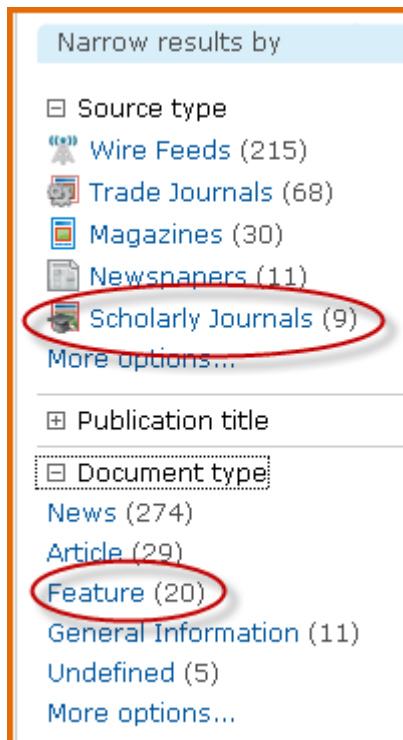 Narrow results by
Source type
Wire Feeds (215)
Trade Journals (68)
Magazines (30)
Newspapers (11)
Scholarly Journals (9)
More options...
Publication title
Document type
News (274)
Article (29)
Feature (20)
General Information (11)
Undefined (5)
More options...